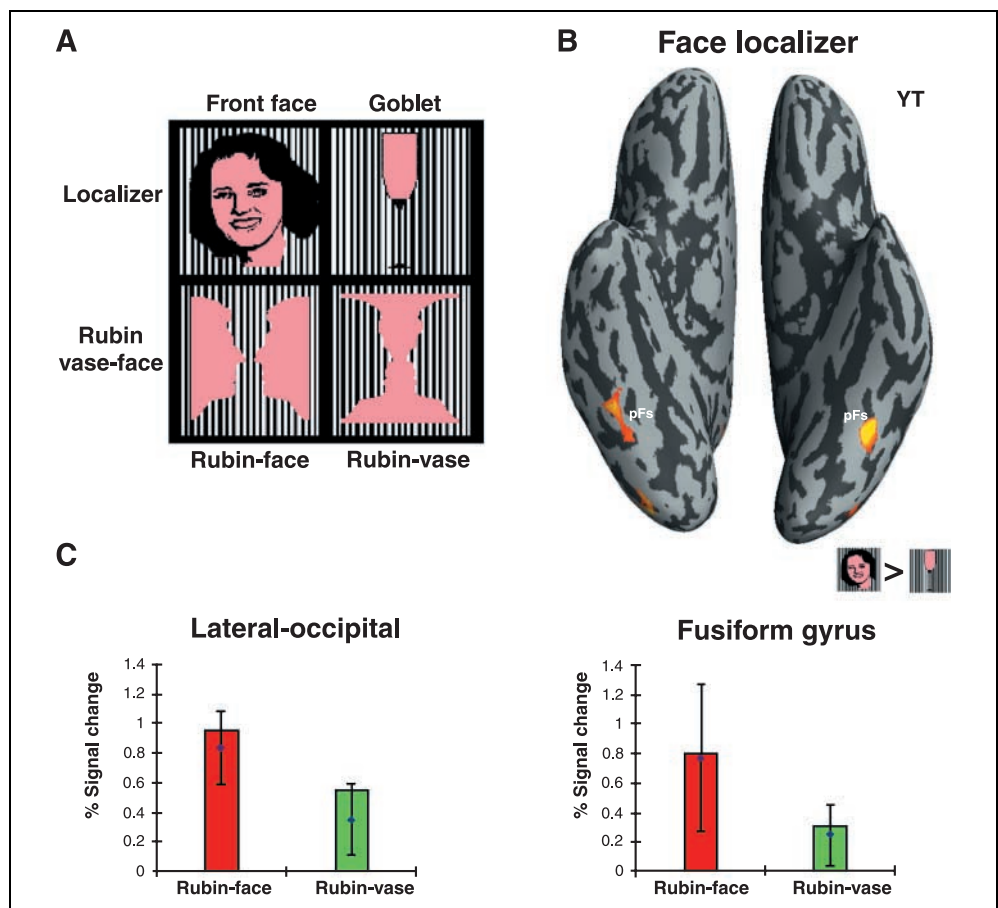 A
Front face Goblet
Localizer
Rubin
vase-face
Rubin-face Rubin-vase
B
Face localizer
YT
pFs pFs
>
C
Lateral-occipital
% Signal change
1.4
1.2
1
0.8
0.6
0.4
0.2
0
Rubin-face Rubin-vase
Fusiform gyrus
% Signal change
1.4
1.2
1
0.8
0.6
0.4
0.2
0
Rubin-face Rubin-vase